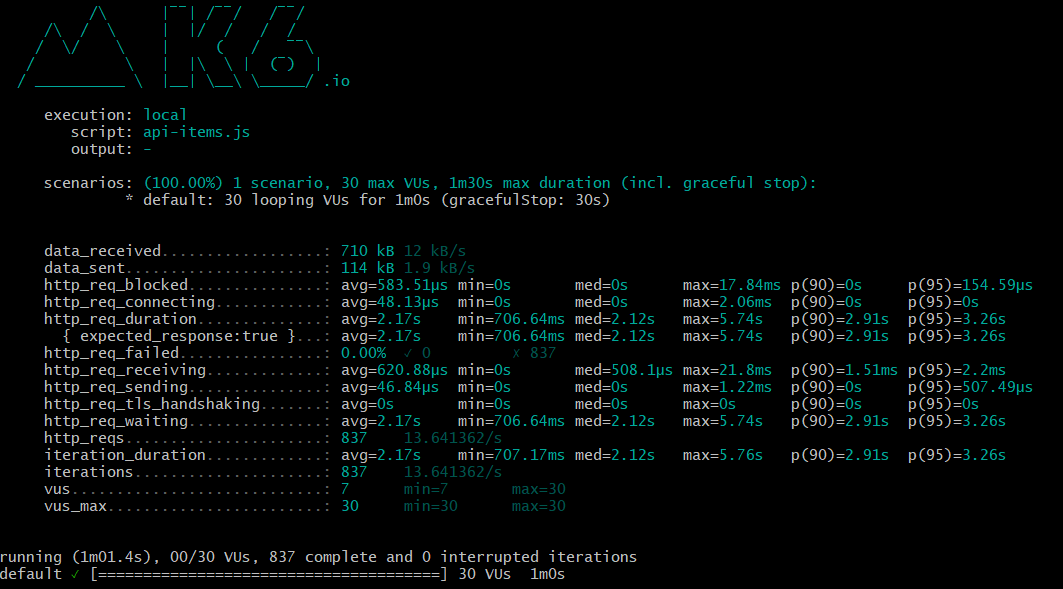 .io
execution: local
script: api-items.js
output: -
scenarios: (100.00%) 1 scenario, 30 max VUs, 1m30s max duration (incl. graceful stop):
* default: 30 looping VUs for 1m0s (gracefulStop: 30s)
data_received..................: 710 kB 12 kB/s
data_sent......................: 114 kB 1.9 kB/s
http_req_blocked...............: avg=583.51µs min=0s med=0s max=17.84ms p(90)=0s p(95)=154.59µs
http_req_connecting............: avg=48.13µs min=0s med=0s max=2.06ms p(90)=0s p(95)=0s
http_req_duration..............: avg=2.17s min=706.64ms med=2.12s max=5.74s p(90)=2.91s p(95)=3.26s
{ expected_response:true }...: avg=2.17s min=706.64ms med=2.12s max=5.74s p(90)=2.91s p(95)=3.26s
http_req_failed................: 0.00% ✓ 0 ✗ 837
http_req_receiving.............: avg=620.88µs min=0s med=508.1µs max=21.8ms p(90)=1.51ms p(95)=2.2ms
http_req_sending...............: avg=46.84µs min=0s med=0s max=1.22ms p(90)=0s p(95)=507.49µs
http_req_tls_handshaking.......: avg=0s min=0s med=0s max=0s p(90)=0s p(95)=0s
http_req_waiting...............: avg=2.17s min=706.64ms med=2.12s max=5.74s p(90)=2.91s p(95)=3.26s
http_reqs......................: 837 13.641362/s
iteration_duration.............: avg=2.17s min=707.17ms med=2.12s max=5.76s p(90)=2.91s p(95)=3.26s
iterations.....................: 837 13.641362/s
vus............................: 7 min=7 max=30
vus_max........................: 30 min=30 max=30
running (1m01.4s), 00/30 VUs, 837 complete and 0 interrupted iterations
default ✓ [======================================] 30 VUs 1m0s